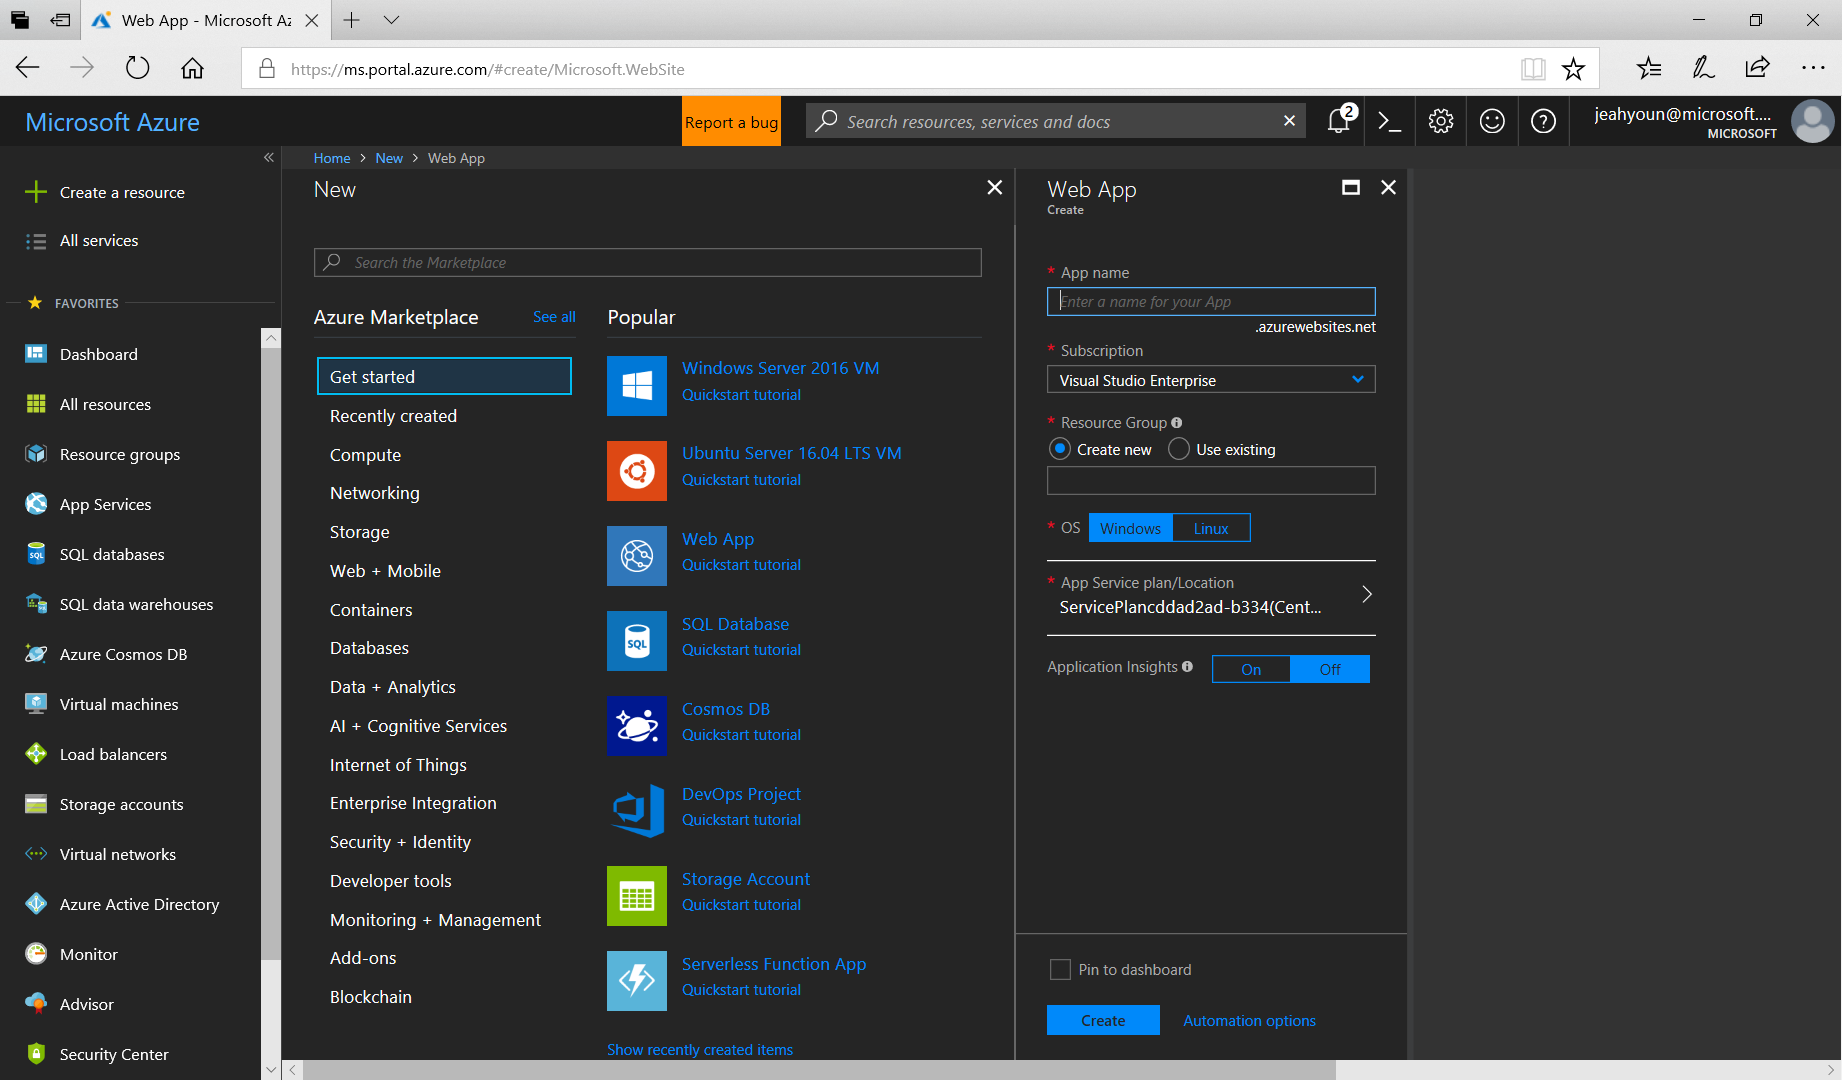 Web App - Microsoft Az
https://ms.portal.azure.com/#create/Microsoft.WebSite
Microsoft Azure
Report a bug
Search resources, services and docs
2
jeahyoun@microsoft....
MICROSOFT
Home > New > Web App
Create a resource
All services
FAVORITES
Dashboard
All resources
Resource groups
App Services
SQL databases
SQL data warehouses
Azure Cosmos DB
Virtual machines
Load balancers
Storage accounts
Virtual networks
Azure Active Directory
Monitor
Advisor
Security Center
New
Search the Marketplace
Azure Marketplace
See all
Get started
Recently created
Compute
Networking
Storage
Web + Mobile
Containers
Databases
Data + Analytics
AI + Cognitive Services
Internet of Things
Enterprise Integration
Security + Identity
Developer tools
Monitoring + Management
Add-ons
Blockchain
Popular
Windows Server 2016 VM
Quickstart tutorial
Ubuntu Server 16.04 LTS VM
Quickstart tutorial
Web App
Quickstart tutorial
SQL
SQL Database
Quickstart tutorial
Cosmos DB
Quickstart tutorial
DevOps Project
Quickstart tutorial
Storage Account
Quickstart tutorial
Serverless Function App
Quickstart tutorial
Show recently created items
Web App
Create
* App name
Enter a name for your App
.azurewebsites.net
* Subscription
Visual Studio Enterprise
* Resource Group
Create new Use existing
* OS Windows Linux
* App Service plan/Location
ServicePlancddad2ad-b334(Cent...
Application Insights On Off
Pin to dashboard
Create Automation options